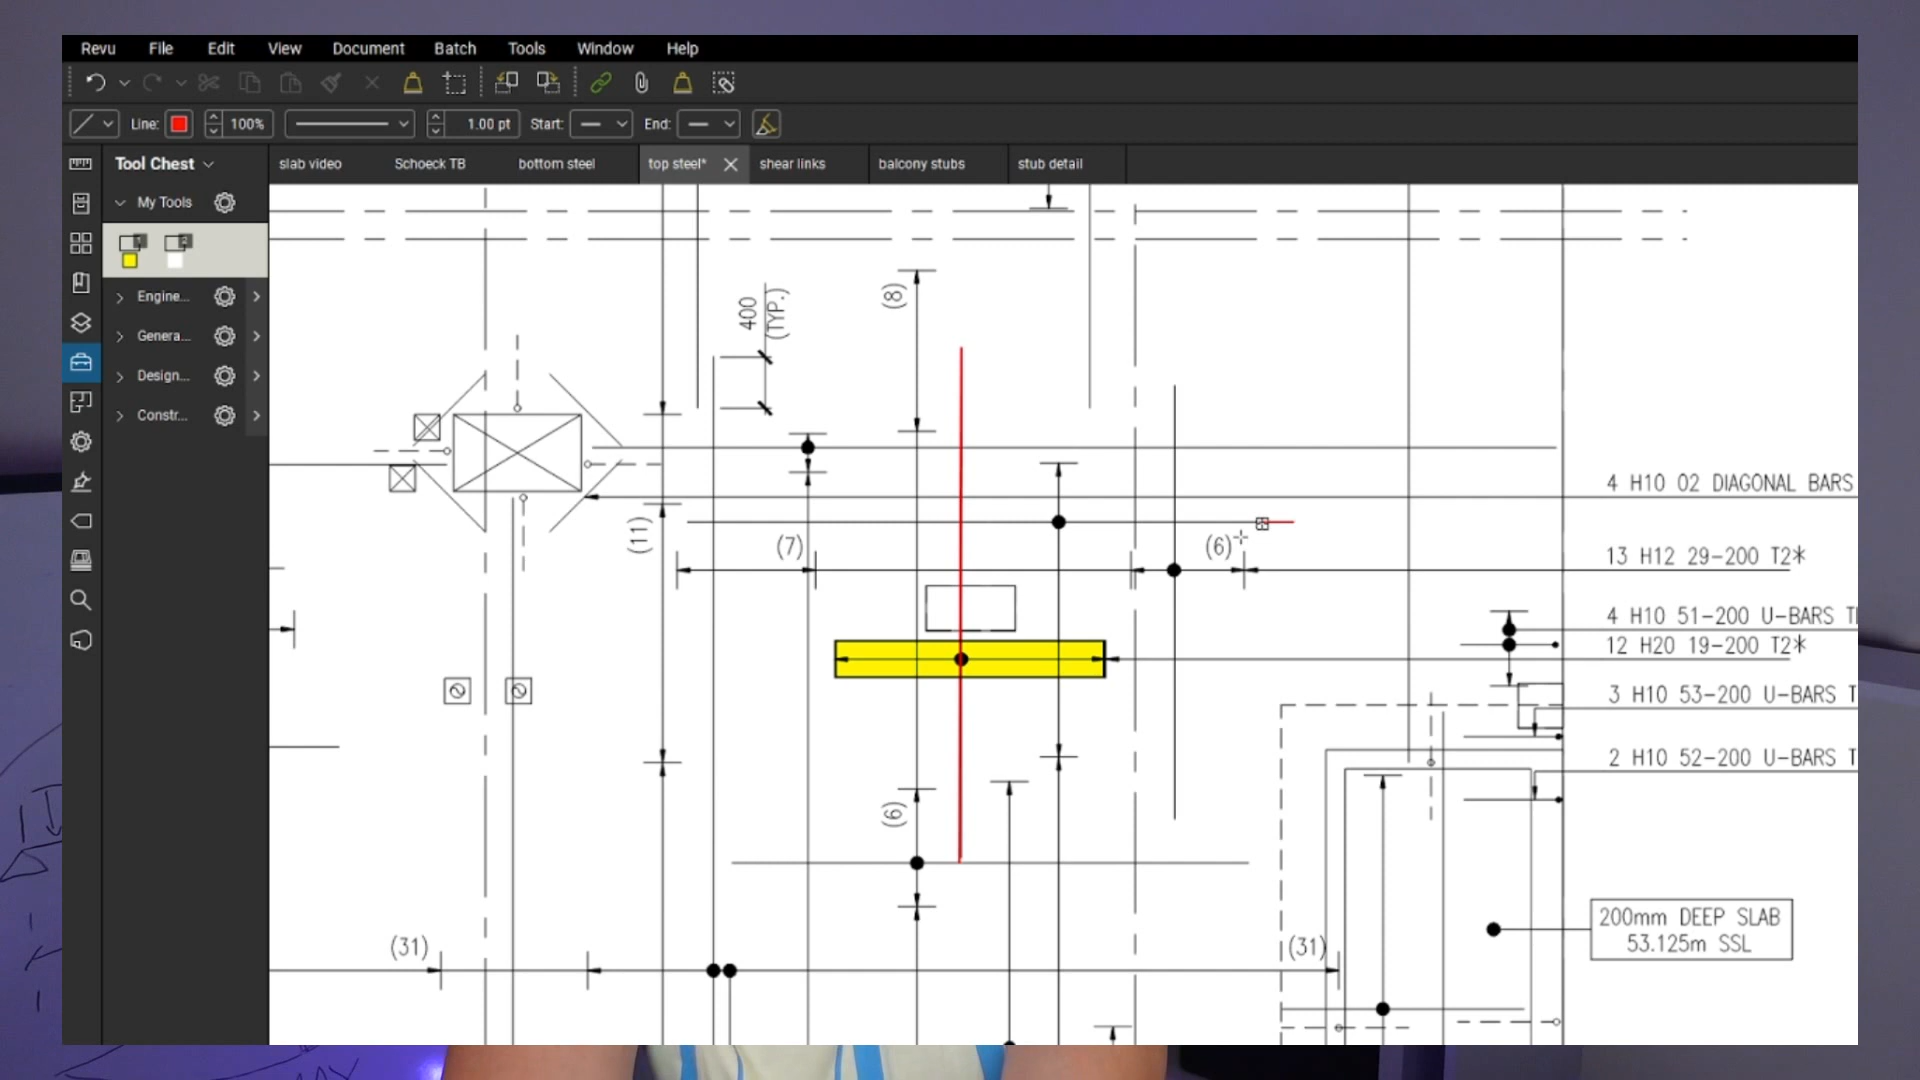 Revu File Edit View Document Batch Tools Window Help
Line: 100% 1.00 pt Start: End:
Tool Chest
slab video Schoeck TB bottom steel top steel* shear links balcony stubs stub detail
My Tools
Engine...
Genera...
Design...
Constr...
400
(TYP.)
(8)
4 H10 02 DIAGONAL BARS
(11)
(7)
(6)
13 H12 29-200 T2*
4 H10 51-200 U-BARS
12 H20 19-200 T2*
3 H10 53-200 U-BARS T
2 H10 52-200 U-BARS T
(6)
200mm DEEP SLAB
53.125m SSL
(31)
(31)